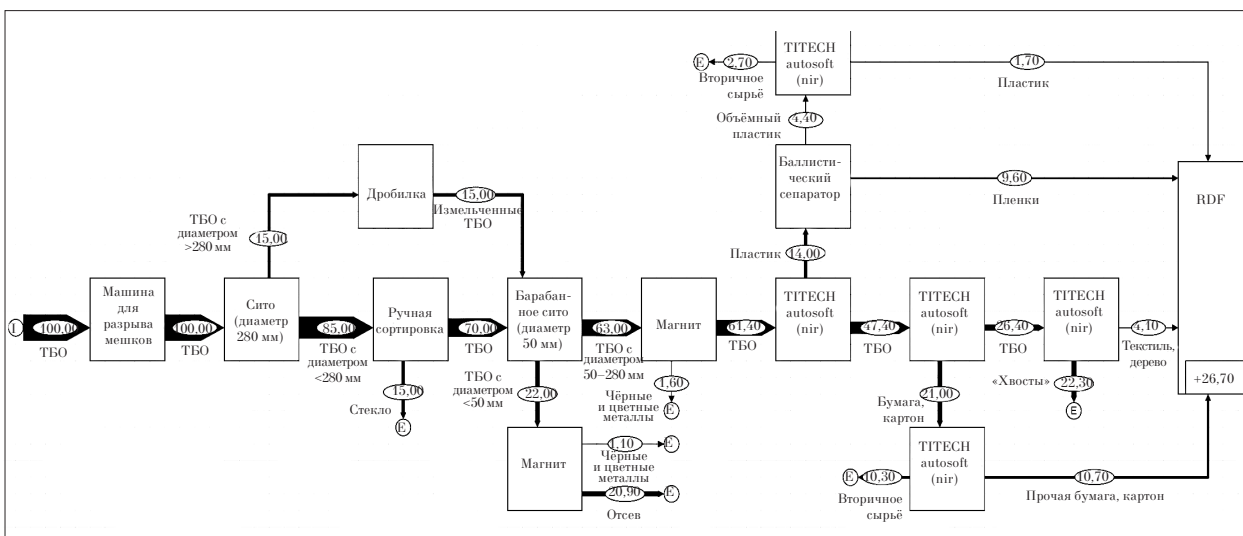 TITECH
autosoft
(nir)
E
2,70
Вторичное
сырьё
1,70
Пластик
Объёмный
пластик
4,40
Баллисти-
ческий
сепаратор
9,60
Пленки
RDF
Дробилка
15,00
Измельченные
ТБО
ТБО с
диаметром
>280 мм
15,00
Пластик
14,00
I
100,00
ТБО
Машина
для
разрыва
мешков
100,00
ТБО
Сито
(диаметр
280 мм)
85,00
ТБО с
диаметром
<280 мм
Ручная
сортировка
70,00
ТБО
Барабан-
ное сито
(диаметр
50 мм)
63,00
ТБО с
диаметром
50–280 мм
Магнит
61,40
ТБО
TITECH
autosoft
(nir)
47,40
ТБО
TITECH
autosoft
(nir)
26,40
ТБО
TITECH
autosoft
(nir)
4,10
Текстиль,
дерево
+26,70
15,00
Стекло
E
ТБО с
диаметром
<50 мм
22,00
1,60
Чёрные
и цветные
металлы
E
Бумага,
картон
21,00
«Хвосты»
22,30
E
Магнит
1,10
E
Чёрные
и цветные
металлы
20,90
E
Отсев
TITECH
autosoft
(nir)
E
10,30
Вторичное
сырьё
10,70
Прочая бумага, картон